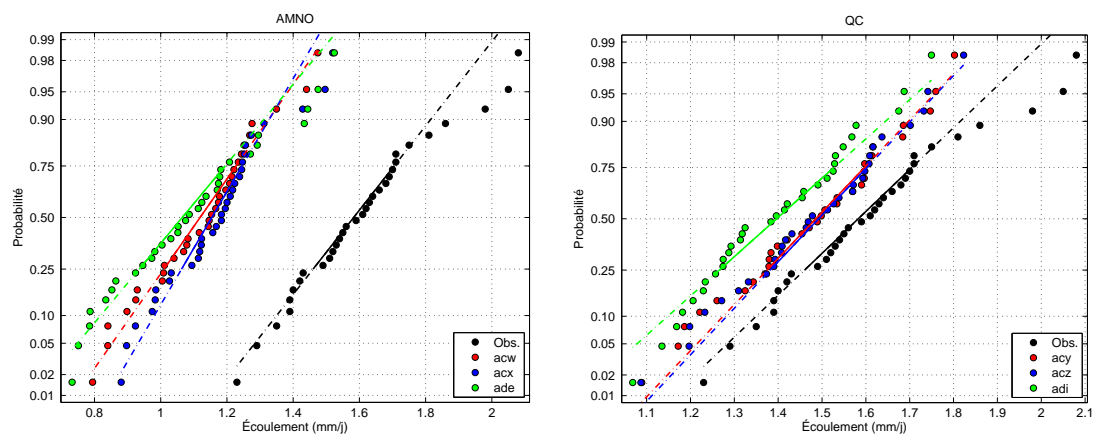 AMNO
Probabilité
0.99
0.98
0.95
0.90
0.75
0.50
0.25
0.10
0.05
0.02
0.01
0.8
1
1.2
1.4
1.6
1.8
2
Écoulement (mm/j)
Obs.
acw
acx
ade
QC
Probabilité
0.99
0.98
0.95
0.90
0.75
0.50
0.25
0.10
0.05
0.02
0.01
1.1
1.2
1.3
1.4
1.5
1.6
1.7
1.8
1.9
2
2.1
Écoulement (mm/j)
Obs.
acy
acz
adi